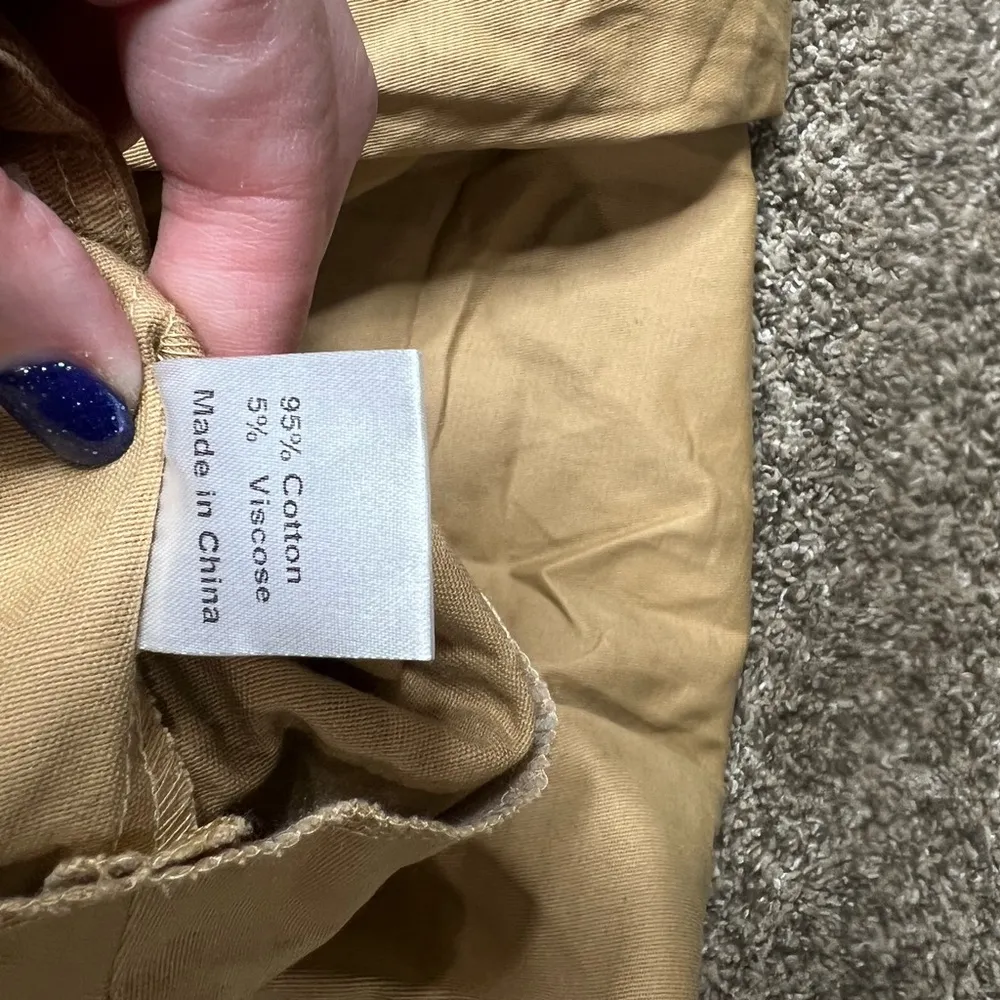 95% Cotton
5% Viscose
Made in China